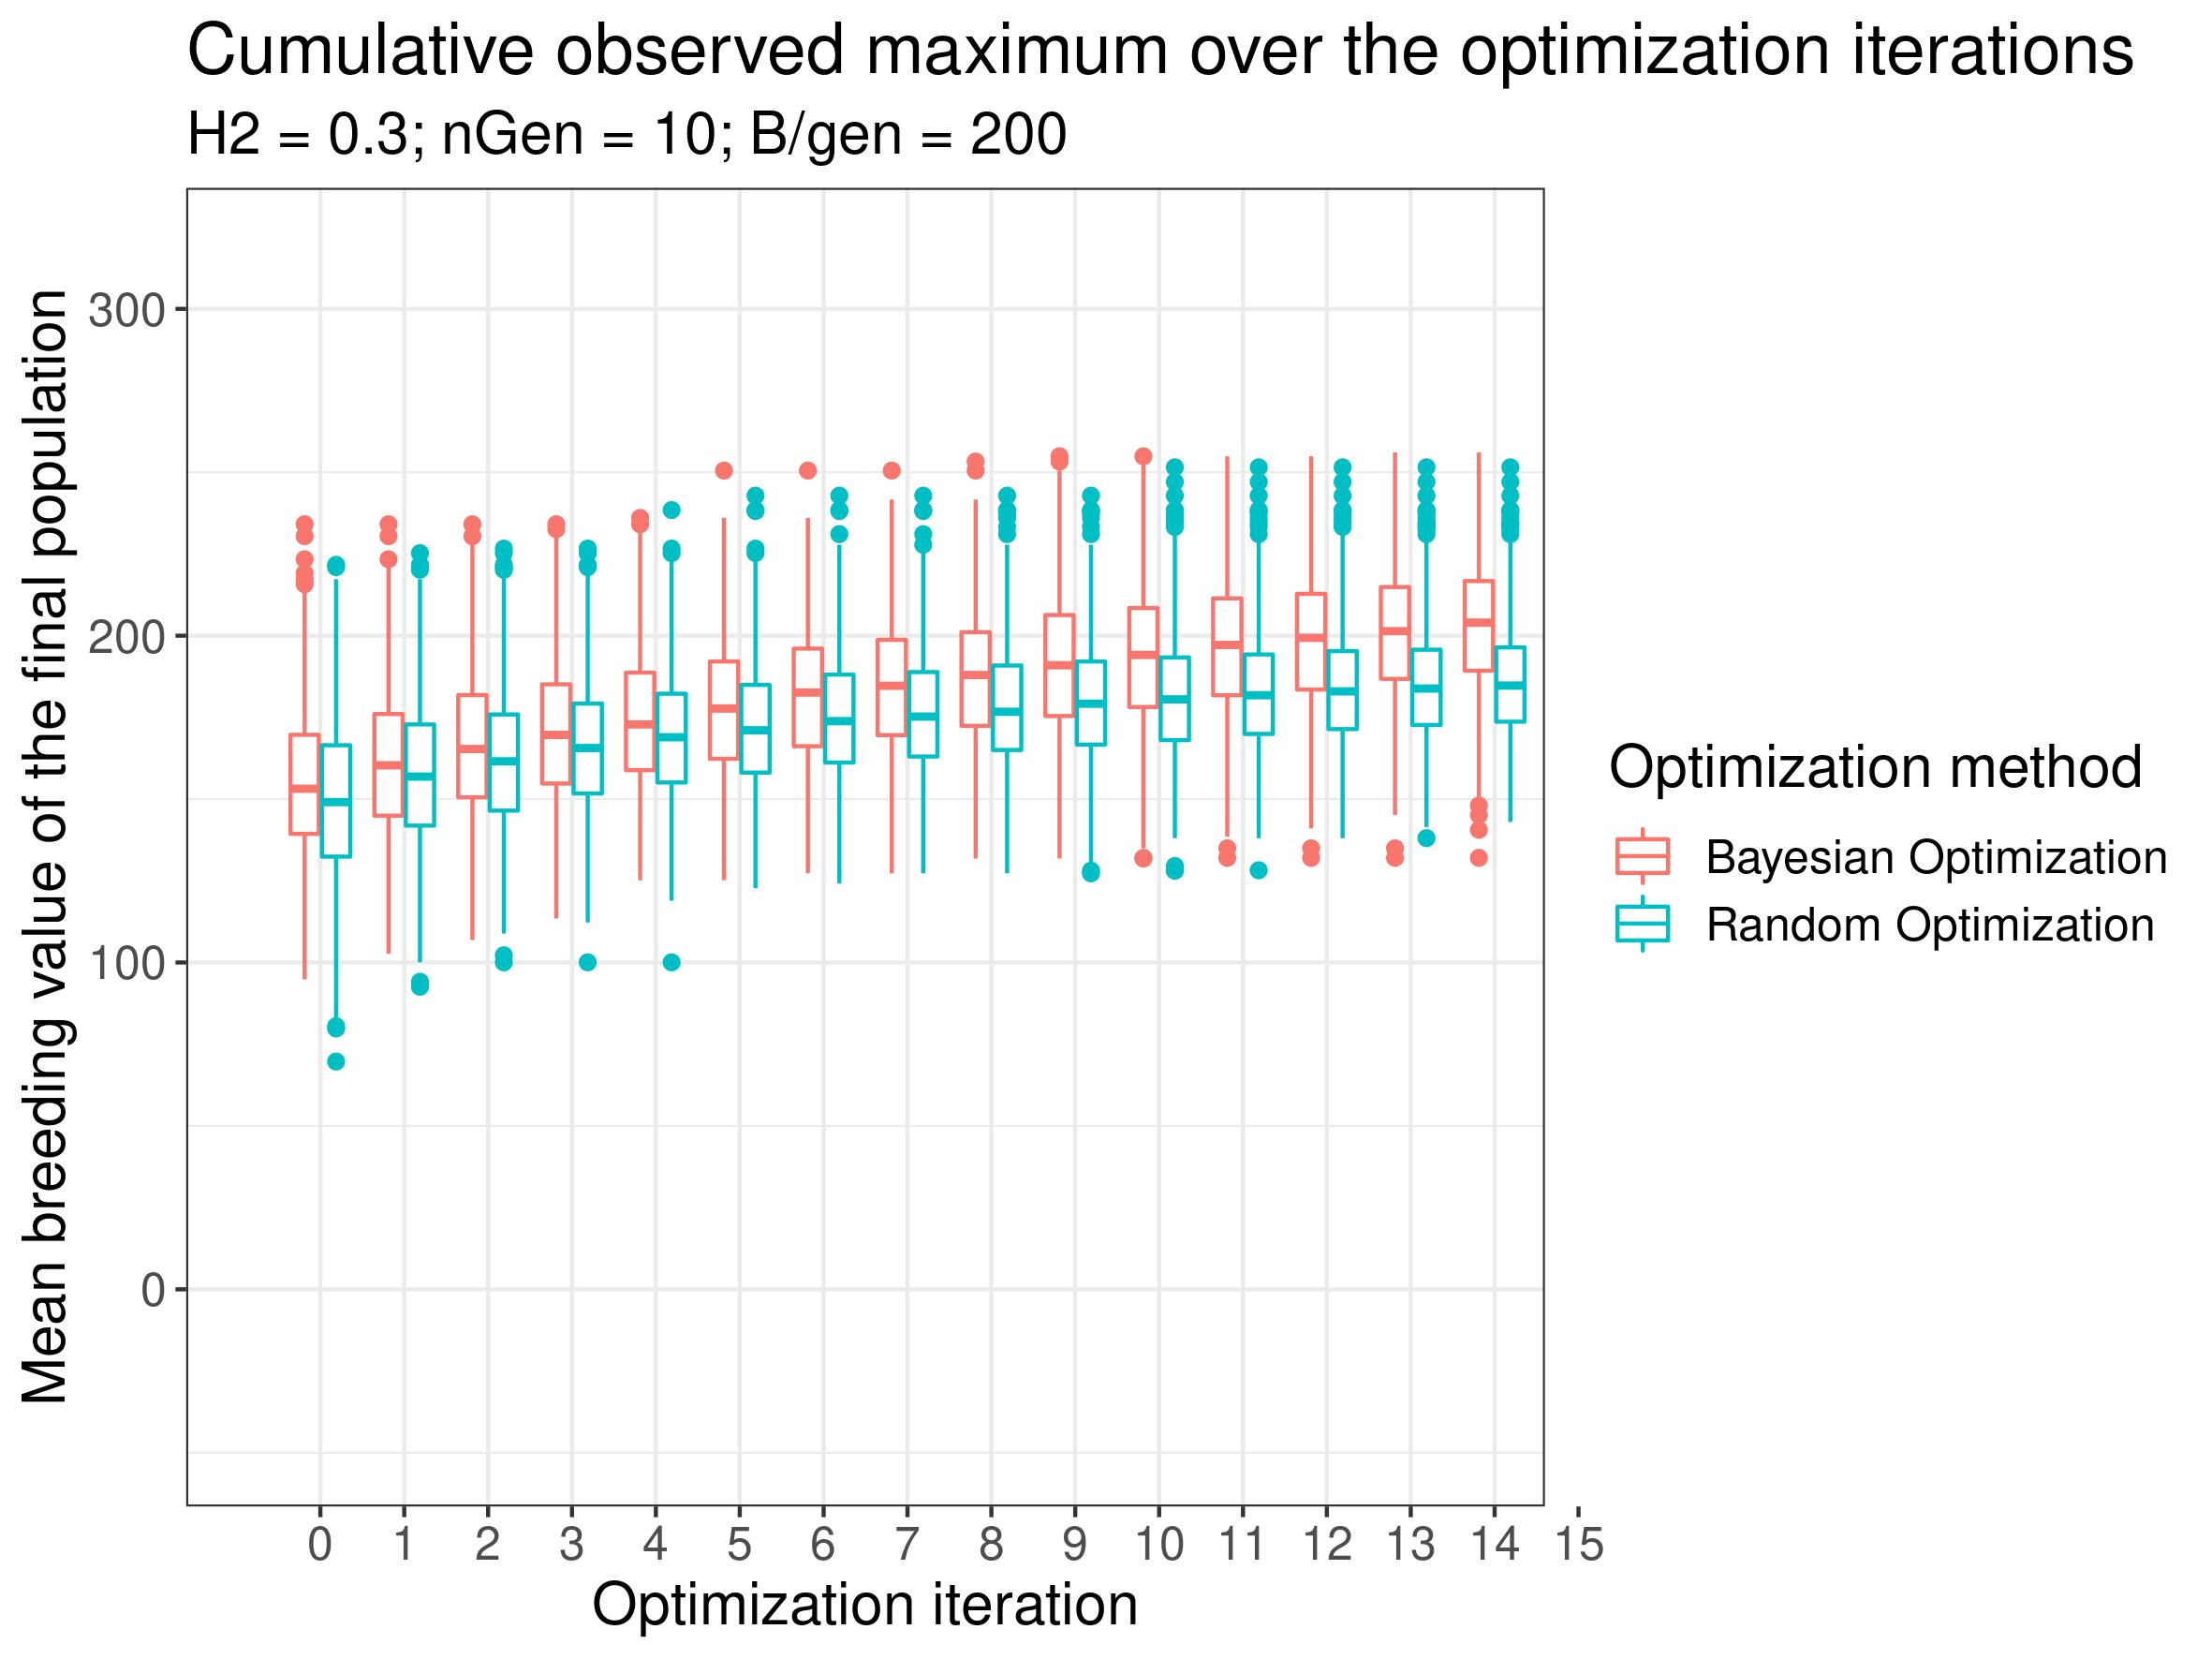 Cumulative observed maximum over the optimization iterations
H2 = 0.3; nGen = 10; B/gen = 200
Mean breeding value of the final population
300
200
100
0
0 1 2 3 4 5 6 7 8 9 10 11 12 13 14 15
Optimization iteration
Optimization method
Bayesian Optimization
Random Optimization